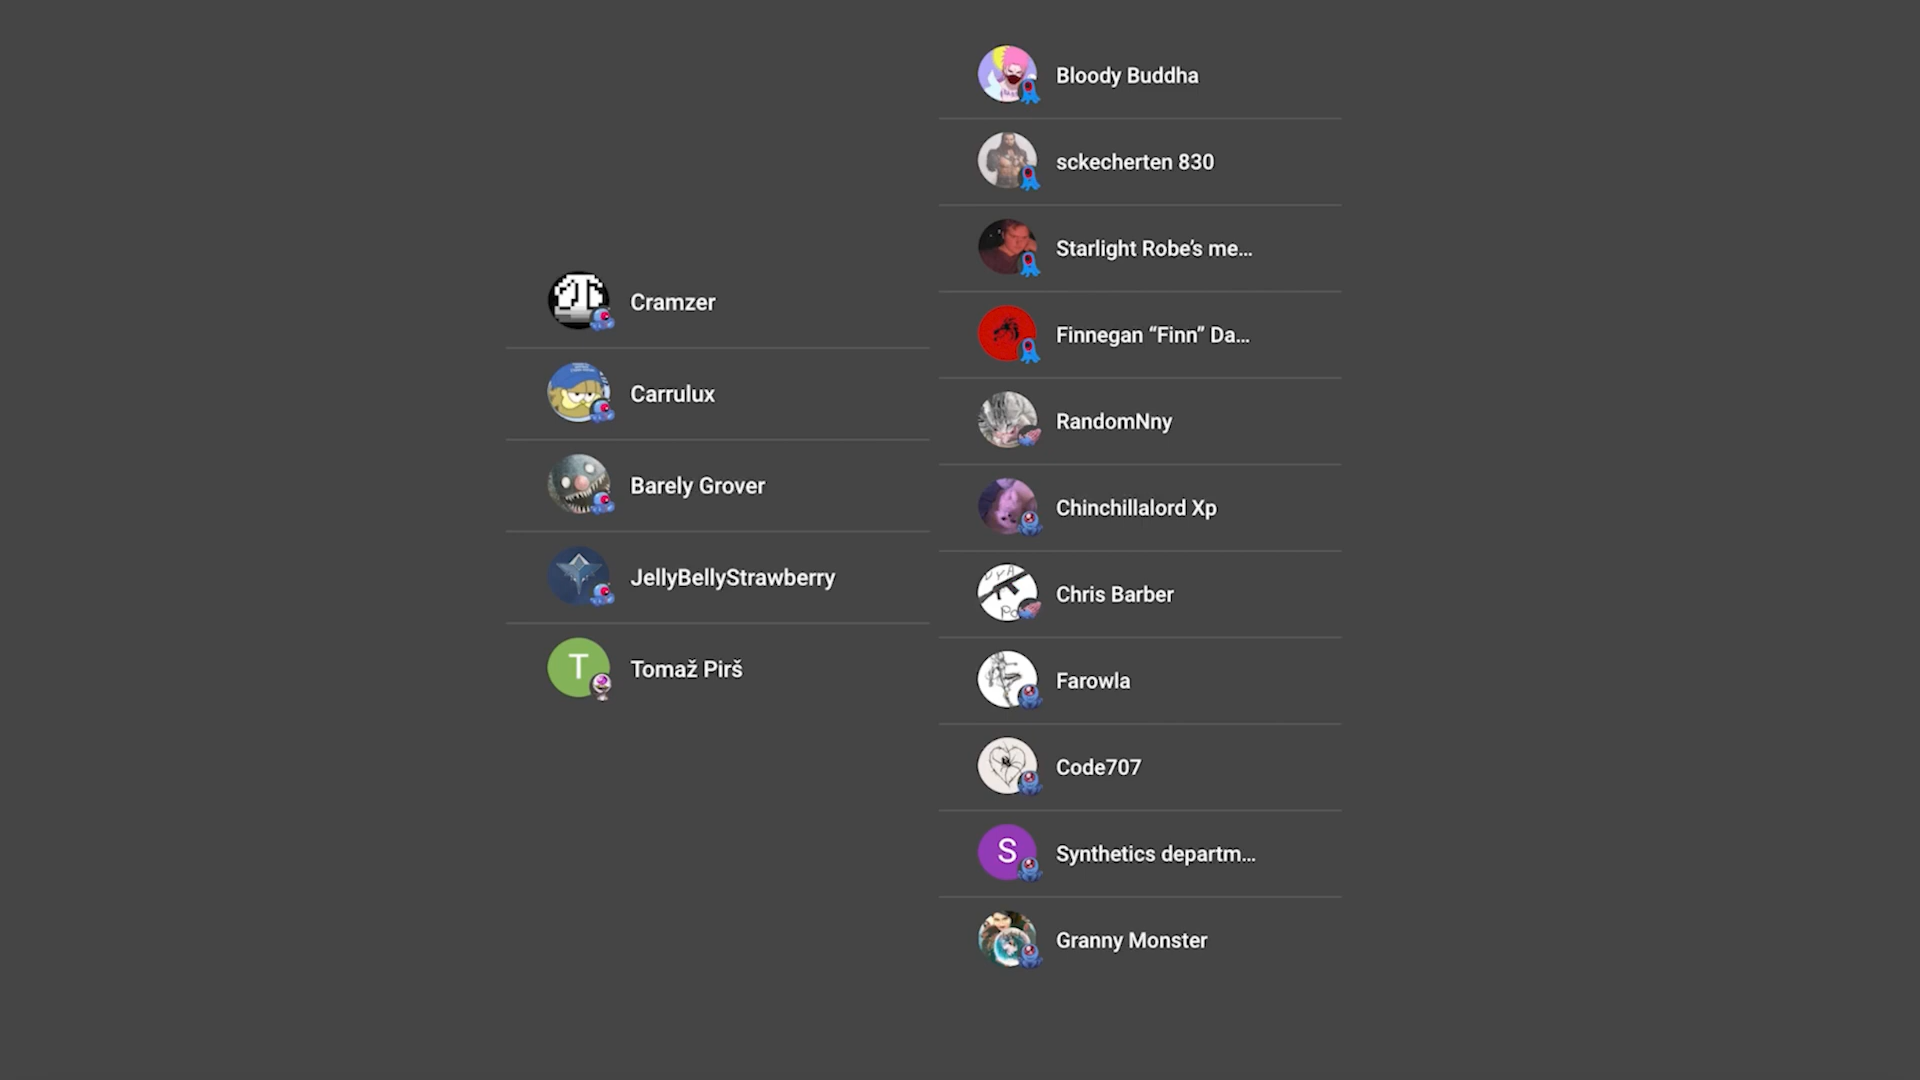 Cramzer
Carrulux
Barely Grover
JellyBellyStrawberry
T
Tomaž Pirš
Bloody Buddha
sckecherten 830
Starlight Robe’s me...
Finnegan “Finn” Da...
RandomNny
Chinchillalord Xp
Chris Barber
Farowla
Code707
S
Synthetics departm...
Granny Monster